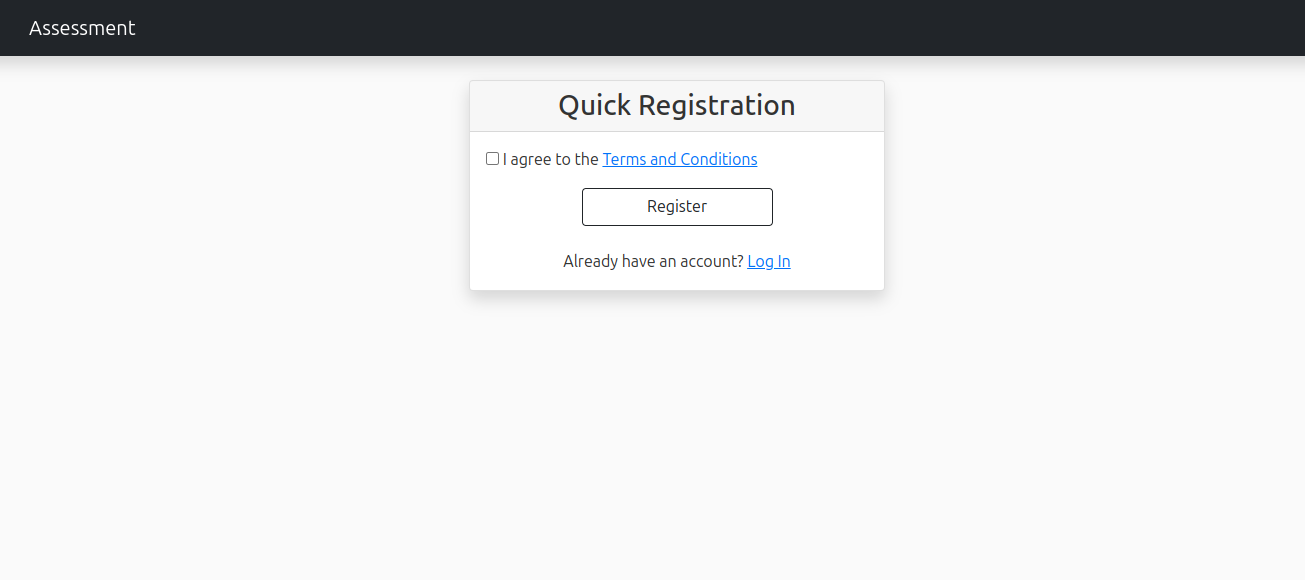 Assessment
Quick Registration
I agree to the Terms and Conditions
Register
Already have an account? Log In